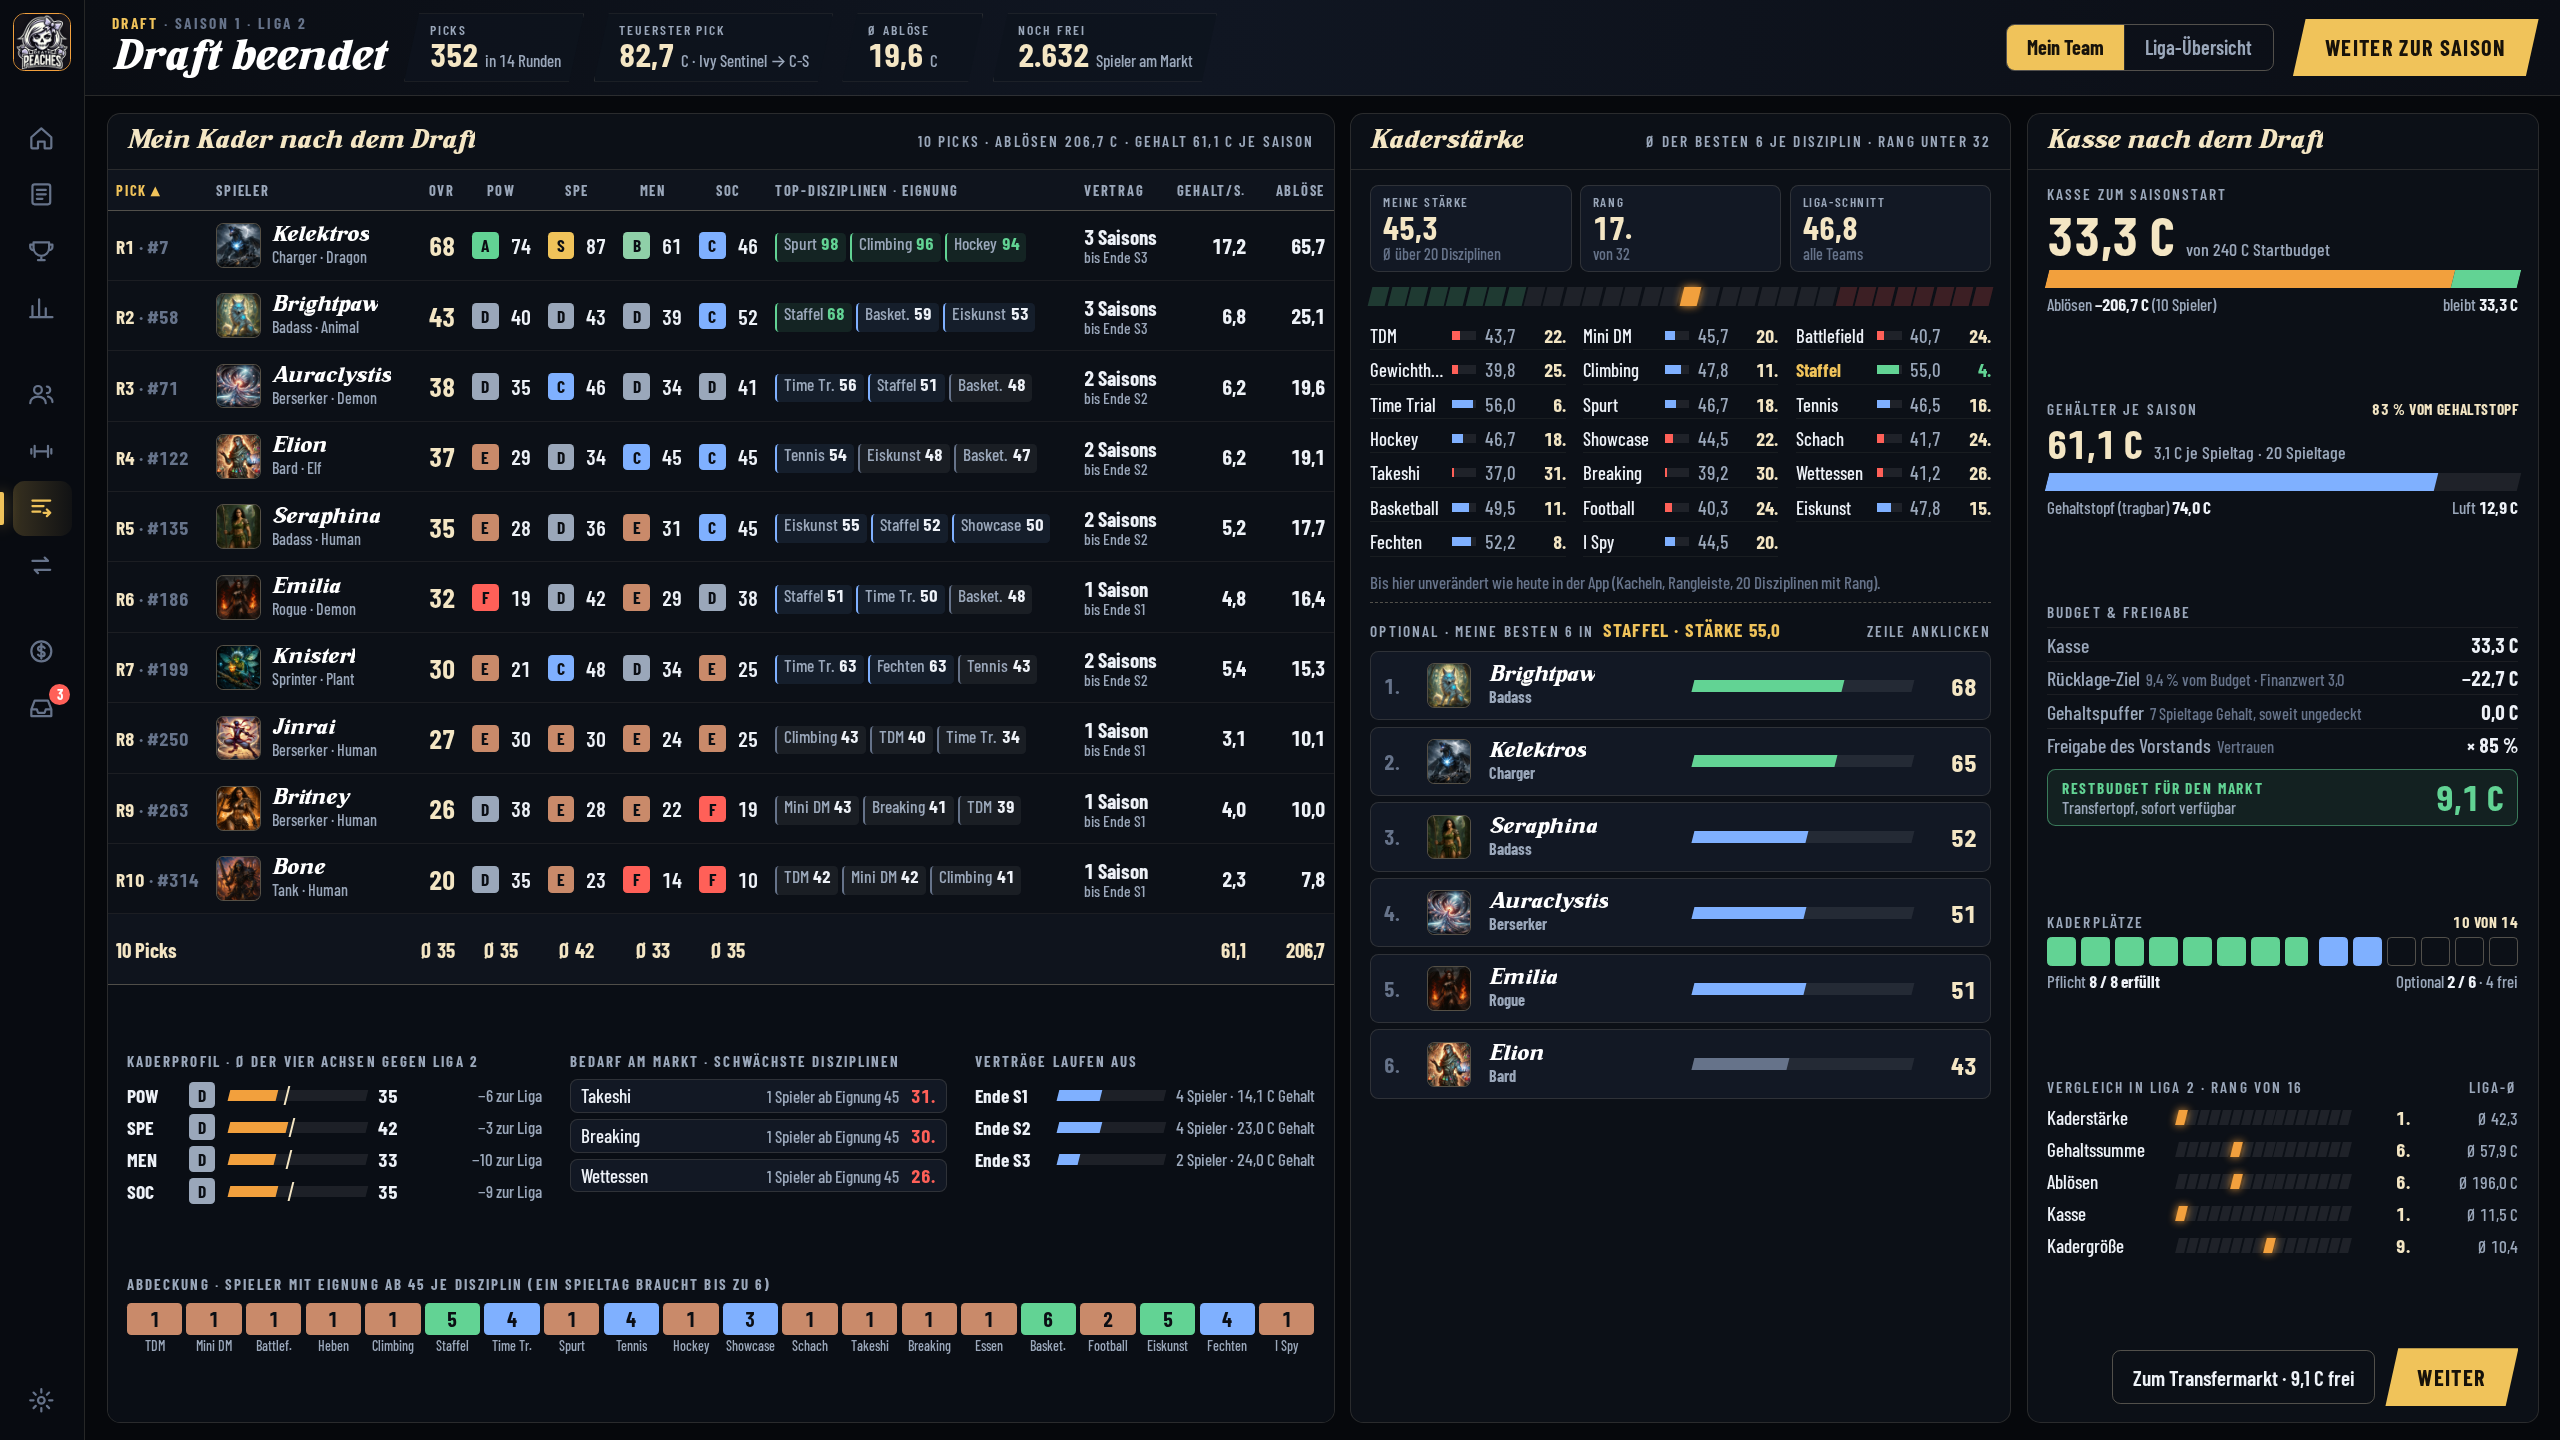 PEACHES
DRAFT · SAISON 1 · LIGA 2
Draft beendet
PICKS
352 in 14 Runden
TEUERSTER PICK
82,7 C · Ivy Sentinel → C-S
Ø ABLÖSE
19,6 C
NOCH FREI
2.632 Spieler am Markt
Mein Team
Liga-Übersicht
WEITER ZUR SAISON
3
Mein Kader nach dem Draft
10 PICKS · ABLÖSEN 206,7 C · GEHALT 61,1 C JE SAISON
PICK ▲ SPIELER OVR POW SPE MEN SOC TOP-DISZIPLINEN · EIGNUNG VERTRAG GEHALT/S. ABLÖSE
R1 · #7 Kelektros 68 A 74 S 87 B 61 C 46 Spurt 98 Climbing 96 Hockey 94 3 Saisons 17,2 65,7
Charger · Dragon bis Ende S3
R2 · #58 Brightpaw 43 D 40 D 43 D 39 C 52 Staffel 68 Basket. 59 Eiskunst 53 3 Saisons 6,8 25,1
Badass · Animal bis Ende S3
R3 · #71 Auraclystis 38 D 35 C 46 D 34 D 41 Time Tr. 56 Staffel 51 Basket. 48 2 Saisons 6,2 19,6
Berserker · Demon bis Ende S2
R4 · #122 Elion 37 E 29 D 34 C 45 C 45 Tennis 54 Eiskunst 48 Basket. 47 2 Saisons 6,2 19,1
Bard · Elf bis Ende S2
R5 · #135 Seraphina 35 E 28 D 36 E 31 C 45 Eiskunst 55 Staffel 52 Showcase 50 2 Saisons 5,2 17,7
Badass · Human bis Ende S2
R6 · #186 Emilia 32 F 19 D 42 E 29 D 38 Staffel 51 Time Tr. 50 Basket. 48 1 Saison 4,8 16,4
Rogue · Demon bis Ende S1
R7 · #199 Knisterl 30 E 21 C 48 D 34 E 25 Time Tr. 63 Fechten 63 Tennis 43 2 Saisons 5,4 15,3
Sprinter · Plant bis Ende S2
R8 · #250 Jinrai 27 E 30 E 30 E 24 E 25 Climbing 43 TDM 40 Time Tr. 34 1 Saison 3,1 10,1
Berserker · Human bis Ende S1
R9 · #263 Britney 26 D 38 E 28 E 22 F 19 Mini DM 43 Breaking 41 TDM 39 1 Saison 4,0 10,0
Berserker · Human bis Ende S1
R10 · #314 Bone 20 D 35 E 23 F 14 F 10 TDM 42 Mini DM 42 Climbing 41 1 Saison 2,3 7,8
Tank · Human bis Ende S1
10 Picks Ø 35 Ø 35 Ø 42 Ø 33 Ø 35 61,1 206,7
KADERPROFIL · Ø DER VIER ACHSEN GEGEN LIGA 2
POW D 35 −6 zur Liga
SPE D 42 −3 zur Liga
MEN D 33 −10 zur Liga
SOC D 35 −9 zur Liga
BEDARF AM MARKT · SCHWÄCHSTE DISZIPLINEN
Takeshi 1 Spieler ab Eignung 45 31.
Breaking 1 Spieler ab Eignung 45 30.
Wettessen 1 Spieler ab Eignung 45 26.
VERTRÄGE LAUFEN AUS
Ende S1 4 Spieler · 14,1 C Gehalt
Ende S2 4 Spieler · 23,0 C Gehalt
Ende S3 2 Spieler · 24,0 C Gehalt
ABDECKUNG · SPIELER MIT EIGNUNG AB 45 JE DISZIPLIN (EIN SPIELTAG BRAUCHT BIS ZU 6)
1 1 1 1 1 5 4 1 4 1 3 1 1 1 1 6 2 5 4 1
TDM Mini DM Battlef. Heben Climbing Staffel Time Tr. Spurt Tennis Hockey Showcase Schach Takeshi Breaking Essen Basket. Football Eiskunst Fechten I Spy
Kaderstärke
Ø DER BESTEN 6 JE DISZIPLIN · RANG UNTER 32
MEINE STÄRKE
45,3
Ø über 20 Disziplinen
RANG
17.
von 32
LIGA-SCHNITT
46,8
alle Teams
TDM 43,7 22. Mini DM 45,7 20. Battlefield 40,7 24.
Gewichth... 39,8 25. Climbing 47,8 11. Staffel 55,0 4.
Time Trial 56,0 6. Spurt 46,7 18. Tennis 46,5 16.
Hockey 46,7 18. Showcase 44,5 22. Schach 41,7 24.
Takeshi 37,0 31. Breaking 39,2 30. Wettessen 41,2 26.
Basketball 49,5 11. Football 40,3 24. Eiskunst 47,8 15.
Fechten 52,2 8. I Spy 44,5 20.
Bis hier unverändert wie heute in der App (Kacheln, Rangleiste, 20 Disziplinen mit Rang).
OPTIONAL · MEINE BESTEN 6 IN STAFFEL · STÄRKE 55,0 ZEILE ANKLICKEN
1. Brightpaw 68
Badass
2. Kelektros 65
Charger
3. Seraphina 52
Badass
4. Auraclystis 51
Berserker
5. Emilia 51
Rogue
6. Elion 43
Bard
Kasse nach dem Draft
KASSE ZUM SAISONSTART
33,3 C von 240 C Startbudget
Ablösen −206,7 C (10 Spieler) bleibt 33,3 C
GEHÄLTER JE SAISON 83 % VOM GEHALTSTOPF
61,1 C 3,1 C je Spieltag · 20 Spieltage
Gehaltstopf (tragbar) 74,0 C Luft 12,9 C
BUDGET & FREIGABE
Kasse 33,3 C
Rücklage-Ziel 9,4 % vom Budget · Finanzwert 3,0 −22,7 C
Gehaltspuffer 7 Spieltage Gehalt, soweit ungedeckt 0,0 C
Freigabe des Vorstands Vertrauen × 85 %
RESTBUDGET FÜR DEN MARKT
Transfertopf, sofort verfügbar
9,1 C
KADERPLÄTZE 10 VON 14
Pflicht 8 / 8 erfüllt Optional 2 / 6 · 4 frei
VERGLEICH IN LIGA 2 · RANG VON 16 LIGA-Ø
Kaderstärke 1. Ø 42,3
Gehaltssumme 6. Ø 57,9 C
Ablösen 6. Ø 196,0 C
Kasse 1. Ø 11,5 C
Kadergröße 9. Ø 10,4
Zum Transfermarkt · 9,1 C frei
WEITER